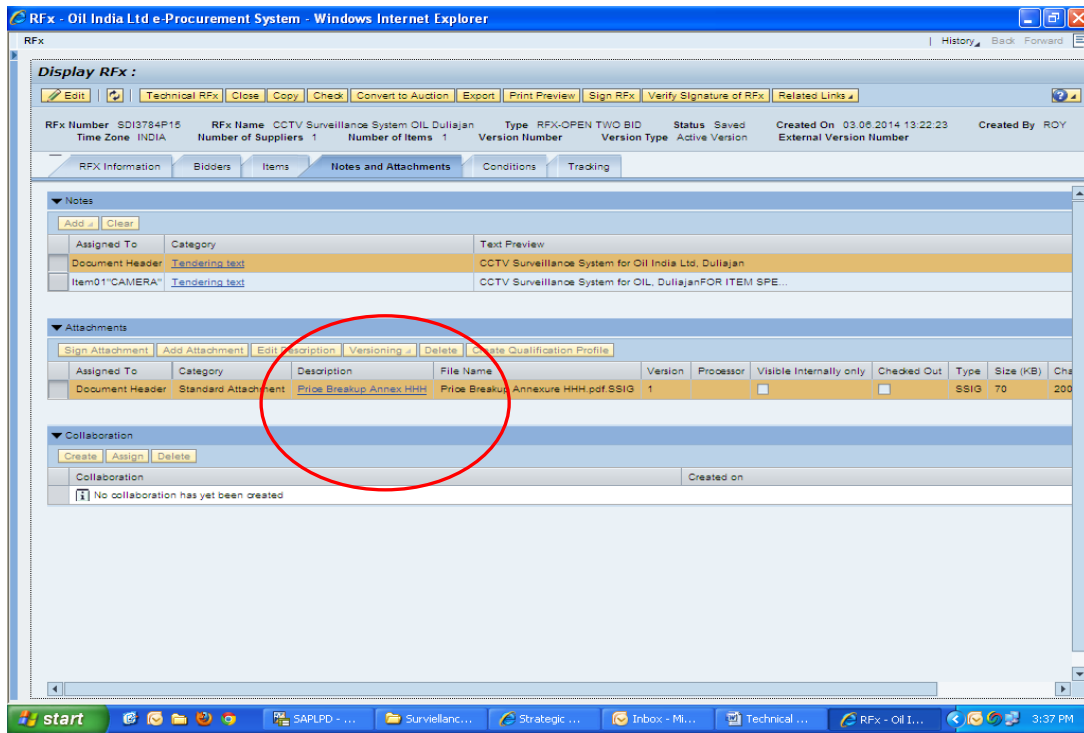 RFx - Oil India Ltd e-Procurement System - Windows Internet Explorer
RFx | History Back Forward
Display RFx :
Edit | | Technical RFx Close Copy Check Convert to Auction Export Print Preview Sign RFx Verify Signature of RFx Related Links
RFx Number SDI3784P15 RFx Name CCTV Surveillance System OIL Duliajan Type RFX-OPEN TWO BID Status Saved Created On 03.06.2014 13:22:23 Created By ROY
Time Zone INDIA Number of Suppliers 1 Number of Items 1 Version Number Version Type Active Version External Version Number
RFX Information Bidders Items Notes and Attachments Conditions Tracking
Notes
Add Clear
Assigned To Category Text Preview
Document Header Tendering text CCTV Surveillance System for Oil India Ltd, Duliajan
Item01"CAMERA" Tendering text CCTV Surveillance System for OIL, DuliajanFOR ITEM SPE...
Attachments
Sign Attachment Add Attachment Edit Description Versioning Delete Create Qualification Profile
Assigned To Category Description File Name Version Processor Visible Internally only Checked Out Type Size (KB) Cha
Document Header Standard Attachment Price Breakup Annex HHH Price Breakup Annexure HHH.pdf.SSIG 1 SSIG 70 200
Collaboration
Create Assign Delete
Collaboration Created on
No collaboration has yet been created
start SAPLPD - ... Surviellanc... Strategic ... Inbox - Mi... Technical ... RFx - Oil I... 3:37 PM